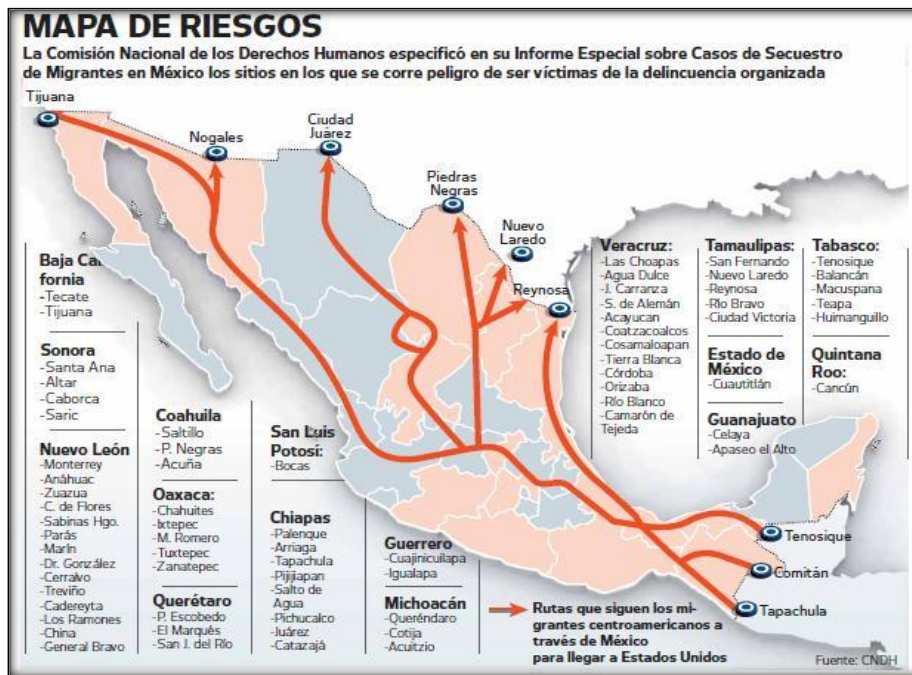 MAPA DE RIESGOS
La Comisión Nacional de los Derechos Humanos especificó en su Informe Especial sobre Casos de Secuestro
de Migrantes en México los sitios en los que se corre peligro de ser víctimas de la delincuencia organizada
Tijuana
Nogales
Ciudad
Juárez
Piedras
Negras
Nuevo
Laredo
Reynosa
Tenosique
Comitán
Tapachula
Baja Cal
fornia
-Tecate
-Tijuana
Sonora
-Santa Ana
-Altar
-Caborca
-Saric
Nuevo León
-Monterrey
-Anáhuac
-Zuazua
-C. de Flores
-Sabinas Hgo.
-Parás
-Marín
-Dr. González
-Cerralvo
-Treviño
-Cadereyta
-Los Ramones
-China
-General Bravo
Coahuila
-Saltillo
-P. Negras
-Acuña
Oaxaca:
-Chahuites
-Ixtepec
-M. Romero
-Tuxtepec
-Zanatepec
Querétaro
-P. Escobedo
-El Marquès
-San J. del Río
San Luis
Potosí:
-Bocas
Chiapas
-Palenque
-Arriaga
-Tapachula
-Pijijiapan
-Salto de
Agua
-Pichucalco
-Juárez
-Catazajá
Guerrero
-Cuajinicuilapa
-Igualapa
Michoacán
-Queréndaro
-Cotija
-Acuitzio
Veracruz:
-Las Choapas
-Agua Dulce
-J. Carranza
-S. de Alemán
-Acayucan
-Coatzacoalcos
-Cosamaloapan
-Tierra Blanca
-Córdoba
-Orizaba
-Río Blanco
-Camarón de
Tejeda
Tamaulipas:
-San Fernando
-Nuevo Laredo
-Reynosa
-Río Bravo
-Ciudad Victoria
Estado de
México
-Cuautitlán
Guanajuato
-Celaya
-Apaseo el Alto
Tabasco:
-Tenosique
-Balancán
-Macuspana
-Teapa
-Huimanguillo
Quintana
Roo:
-Cancún
Rutas que siguen los mi-
grantes centroamericanos a
través de México
para llegar a Estados Unidos
Fuente: CNDH